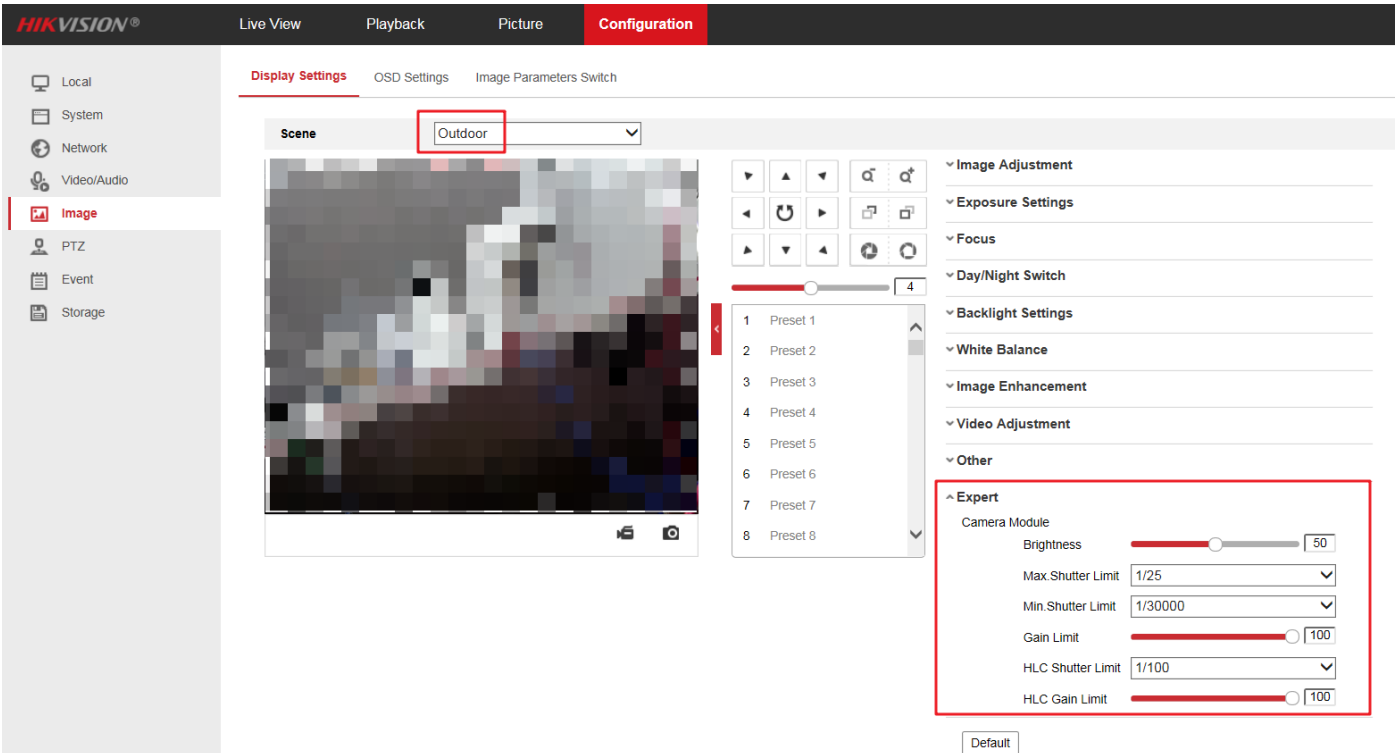 HIKVISION®
Live View Playback Picture Configuration
Local
System
Network
Video/Audio
Image
PTZ
Event
Storage
Display Settings OSD Settings Image Parameters Switch
Scene Outdoor
4
1 Preset 1
2 Preset 2
3 Preset 3
4 Preset 4
5 Preset 5
6 Preset 6
7 Preset 7
8 Preset 8
Image Adjustment
Exposure Settings
Focus
Day/Night Switch
Backlight Settings
White Balance
Image Enhancement
Video Adjustment
Other
Expert
Camera Module
Brightness 50
Max.Shutter Limit 1/25
Min.Shutter Limit 1/30000
Gain Limit 100
HLC Shutter Limit 1/100
HLC Gain Limit 100
Default